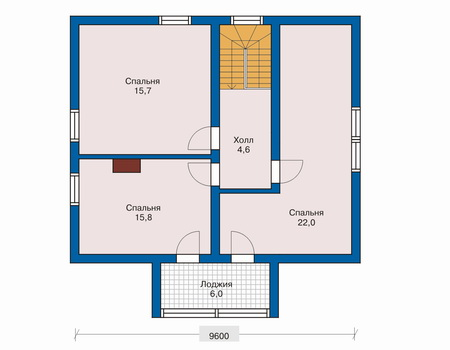 Спальня
15,7
Холл
4,6
Спальня
15,8
Спальня
22,0
Лоджия
6,0
9600